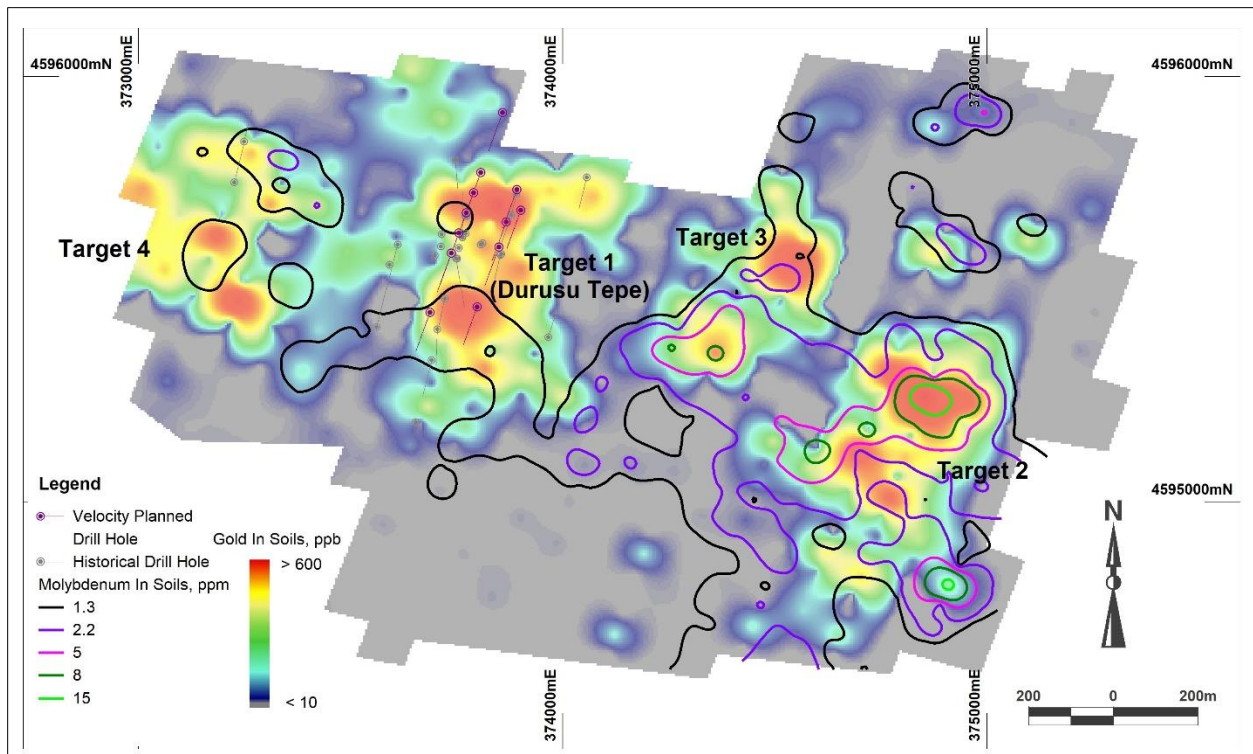 4596000mN
373000mE
374000mE
375000mE
4596000mN
Target 4
Target 3
Target 1
(Durusu Tepe)
Target 2
4595000mN
Legend
Velocity Planned
Drill Hole
Historical Drill Hole
Molybdenum In Soils, ppm
1.3
2.2
5
8
15
Gold In Soils, ppb
> 600
< 10
N
374000mE
375000mE
200 0 200m